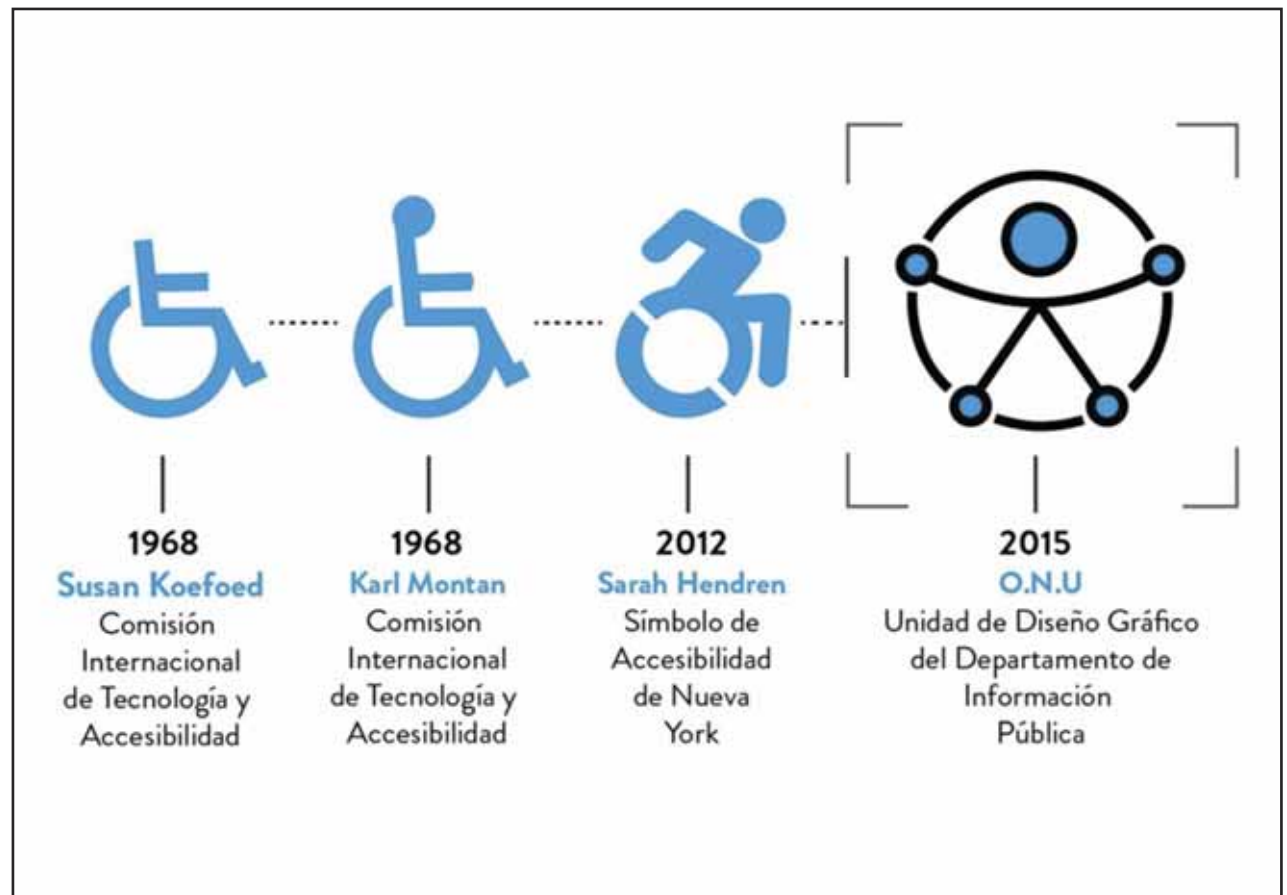 1968
Susan Koefoed
Comisión
Internacional
de Tecnología y
Accesibilidad
1968
Karl Montan
Comisión
Internacional
de Tecnología y
Accesibilidad
2012
Sarah Hendren
Símbolo de
Accesibilidad
de Nueva
York
2015
O.N.U
Unidad de Diseño Gráfico
del Departamento de
Información
Pública